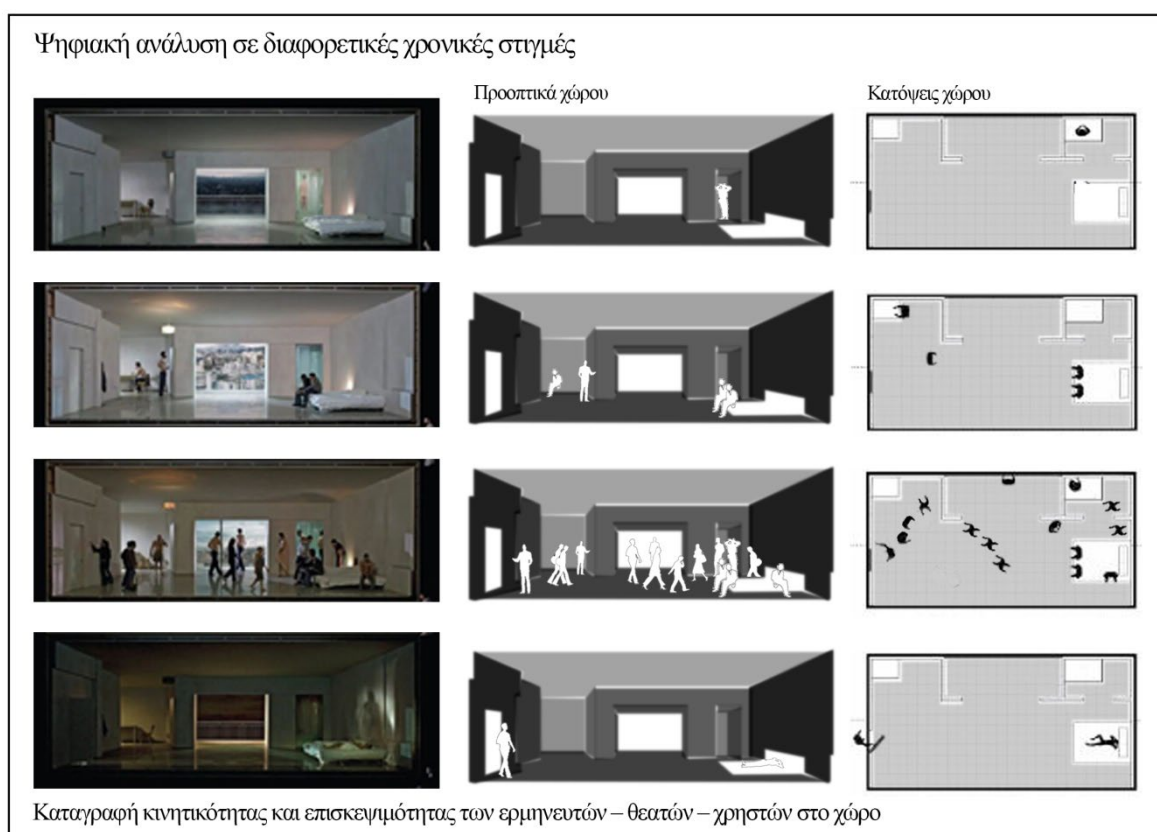 Ψηφιακή ανάλυση σε διαφορετικές χρονικές στιγμές
Προοπτικά χώρου
Κατόψεις χώρου
Καταγραφή κινητικότητας και επισκεψιμότητας των ερμηνευτών – θεατών – χρηστών στο χώρο